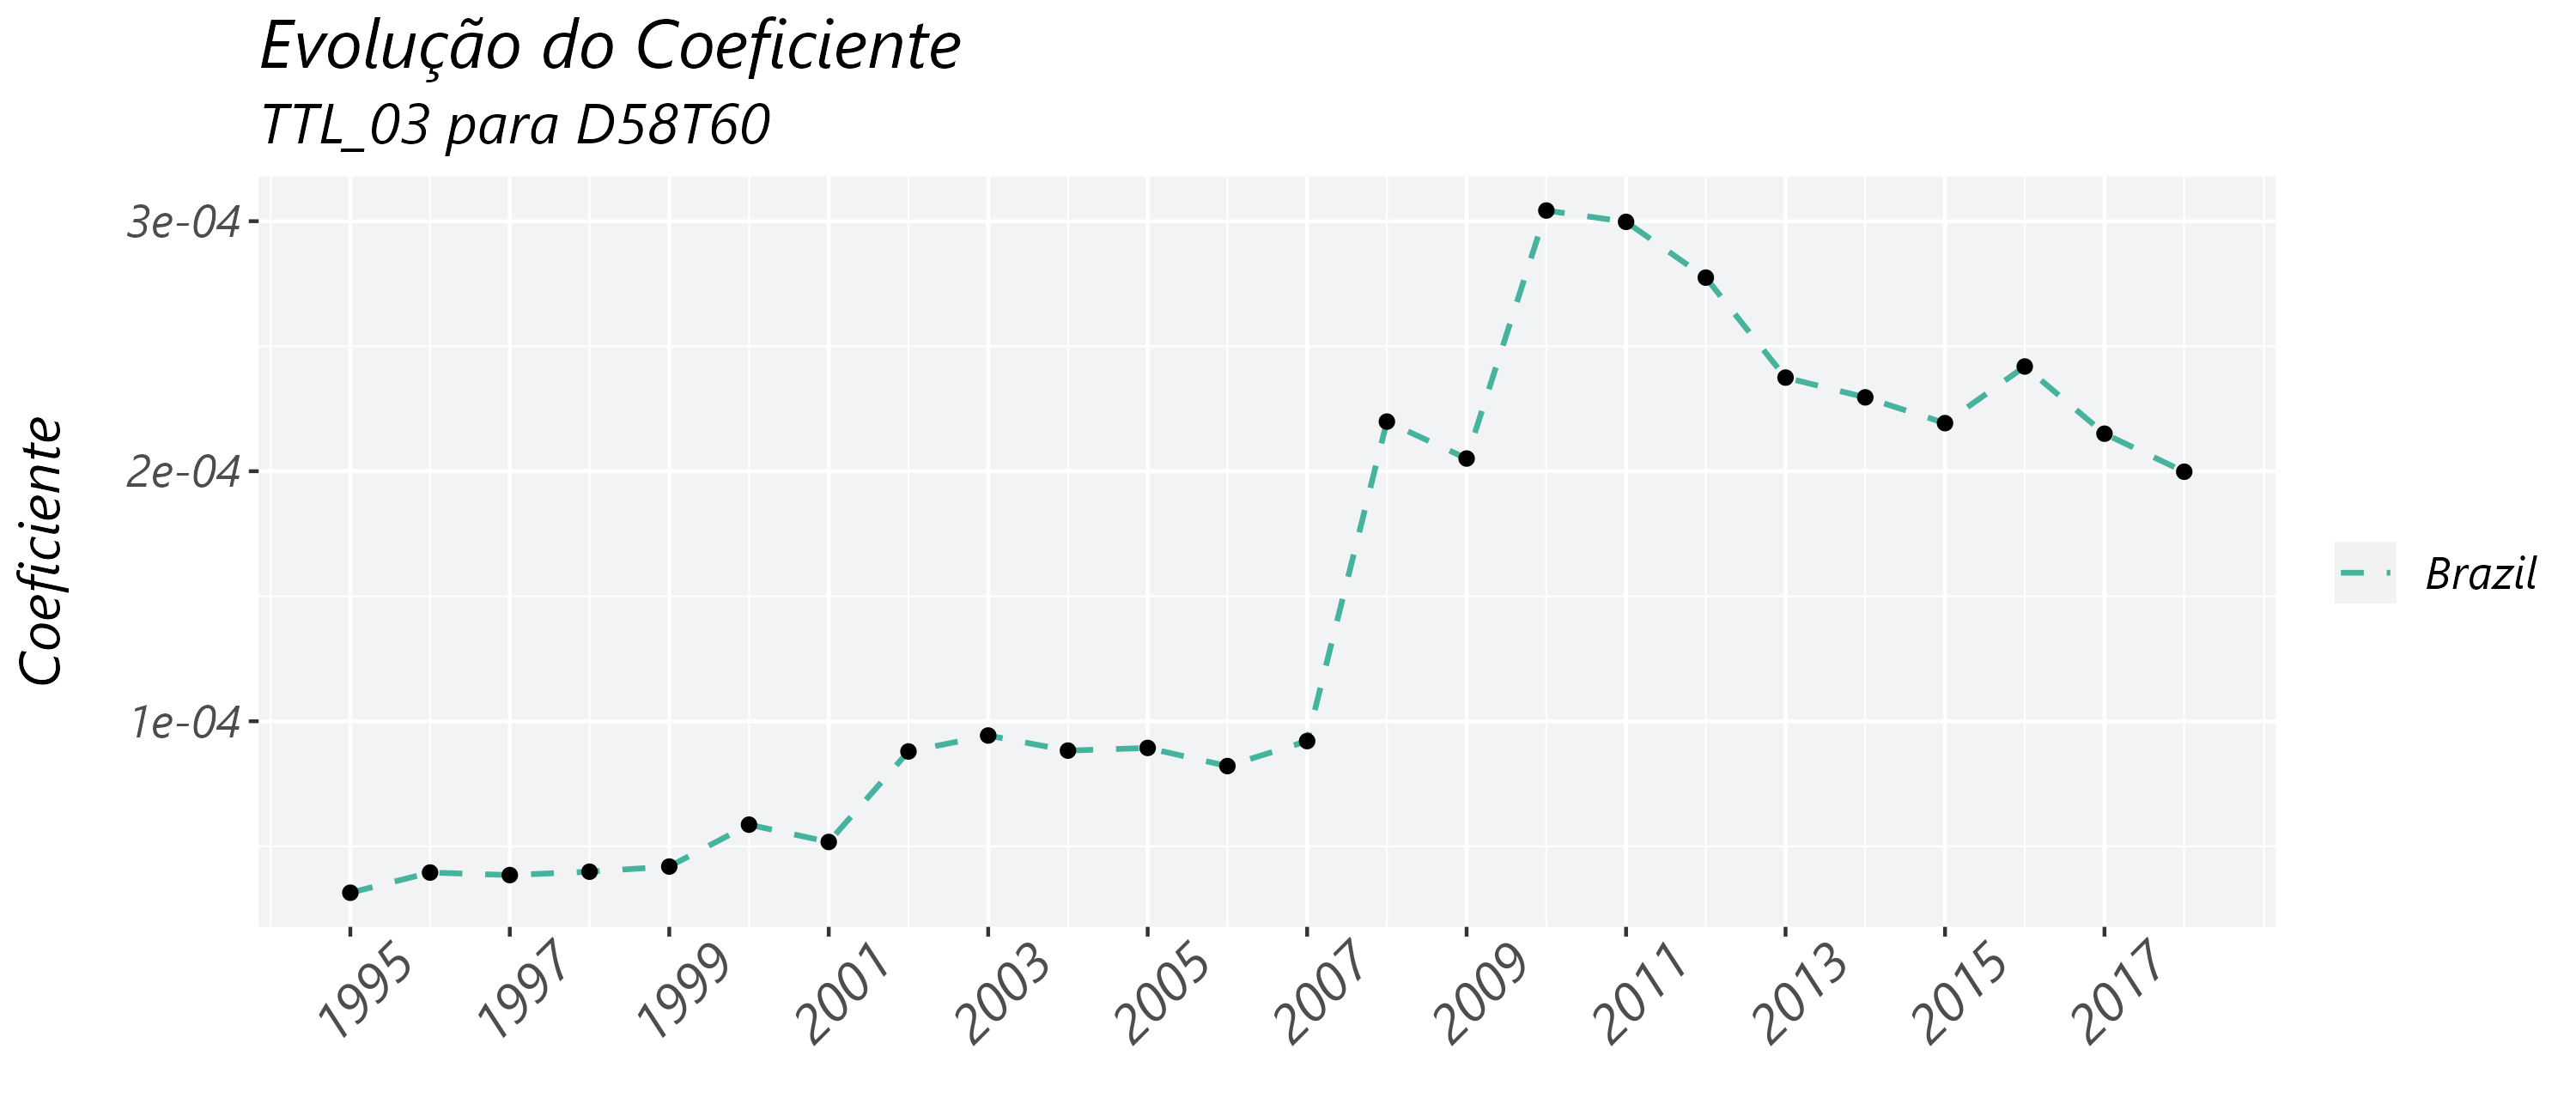 Evolução do Coeficiente
TTL_03 para D58T60
Coeficiente
3e-04
2e-04
1e-04
1995
1997
1999
2001
2003
2005
2007
2009
2011
2013
2015
2017
Brazil